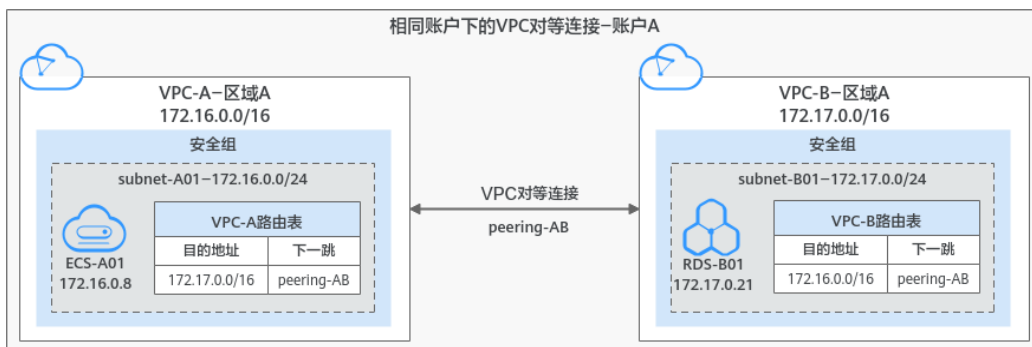 相同账户下的VPC对等连接–账户A
VPC-A–区域A
172.16.0.0/16
安全组
subnet-A01–172.16.0.0/24
ECS-A01
172.16.0.8
VPC-A路由表
目的地址 下一跳
172.17.0.0/16 peering-AB
VPC对等连接
peering-AB
VPC-B–区域A
172.17.0.0/16
安全组
subnet-B01–172.17.0.0/24
RDS-B01
172.17.0.21
VPC-B路由表
目的地址 下一跳
172.16.0.0/16 peering-AB